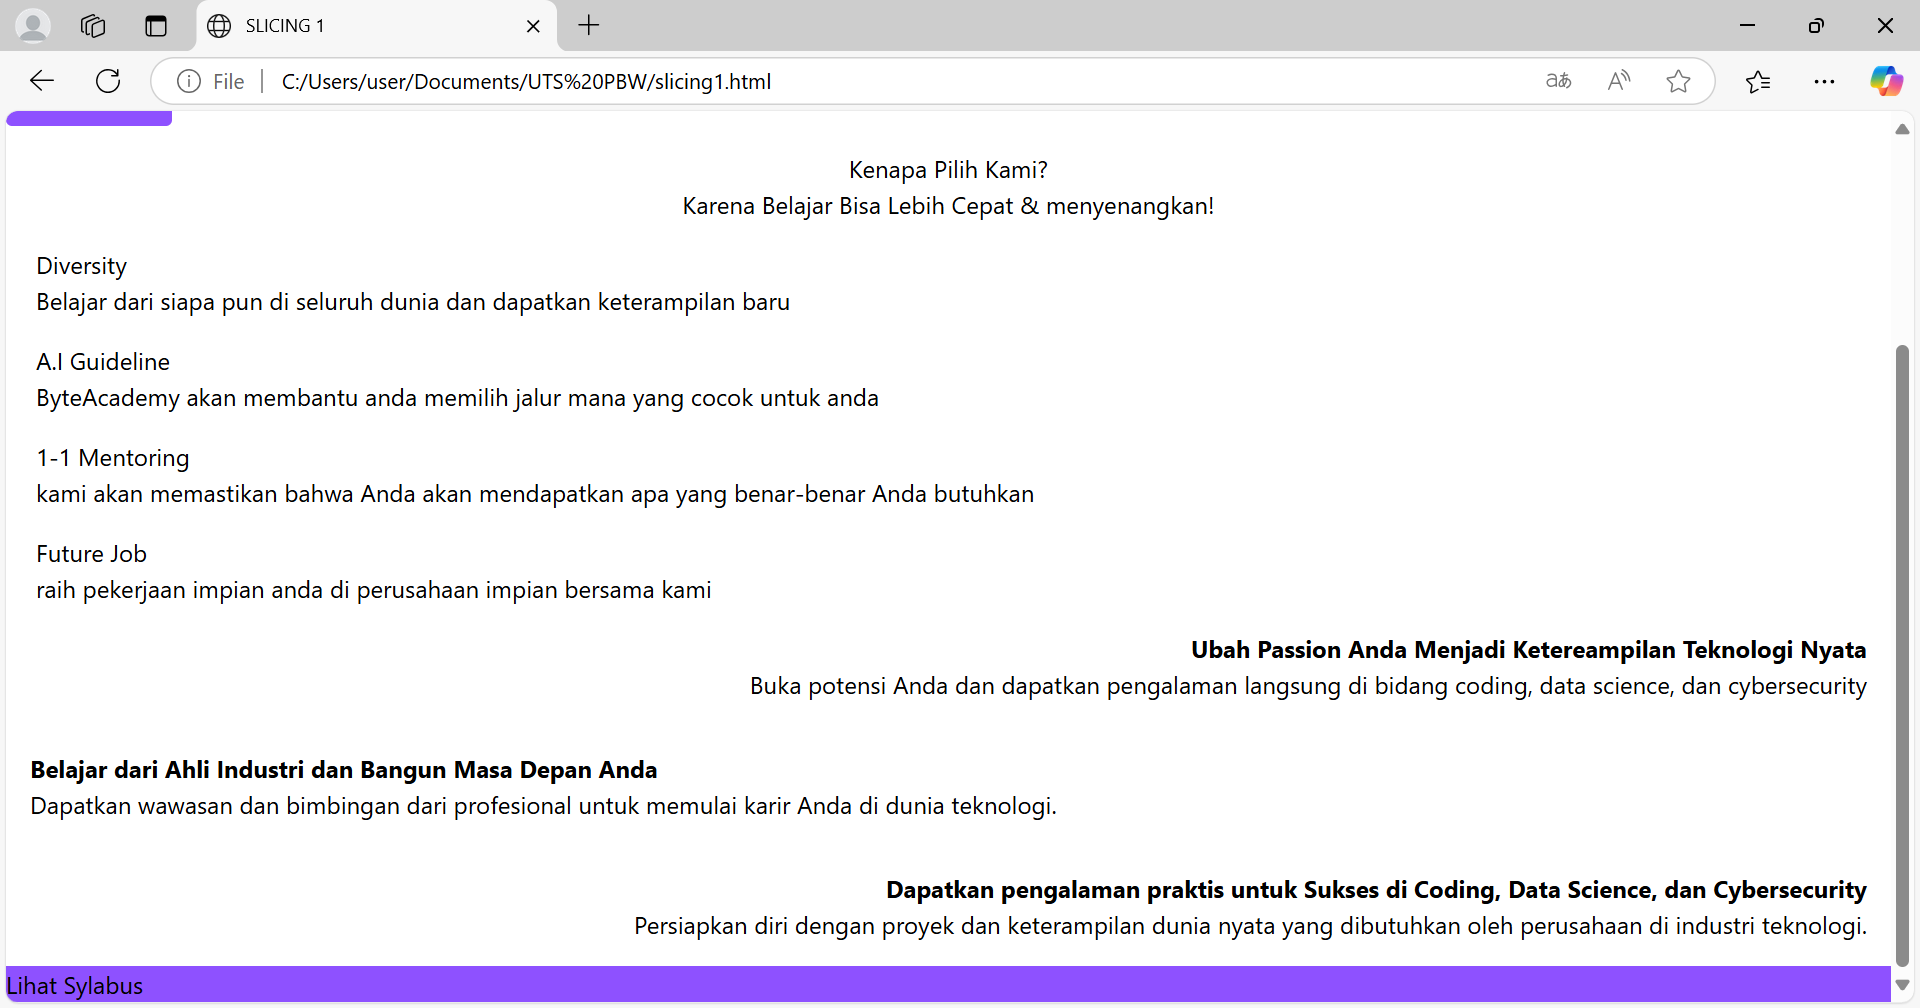 SLICING 1
File
C:/Users/user/Documents/UTS%20PBW/slicing1.html
Kenapa Pilih Kami?
Karena Belajar Bisa Lebih Cepat & menyenangkan!
Diversity
Belajar dari siapa pun di seluruh dunia dan dapatkan keterampilan baru
A.I Guideline
ByteAcademy akan membantu anda memilih jalur mana yang cocok untuk anda
1-1 Mentoring
kami akan memastikan bahwa Anda akan mendapatkan apa yang benar-benar Anda butuhkan
Future Job
raih pekerjaan impian anda di perusahaan impian bersama kami
Ubah Passion Anda Menjadi Ketereampilan Teknologi Nyata
Buka potensi Anda dan dapatkan pengalaman langsung di bidang coding, data science, dan cybersecurity
Belajar dari Ahli Industri dan Bangun Masa Depan Anda
Dapatkan wawasan dan bimbingan dari profesional untuk memulai karir Anda di dunia teknologi.
Dapatkan pengalaman praktis untuk Sukses di Coding, Data Science, dan Cybersecurity
Persiapkan diri dengan proyek dan keterampilan dunia nyata yang dibutuhkan oleh perusahaan di industri teknologi.
Lihat Sylabus